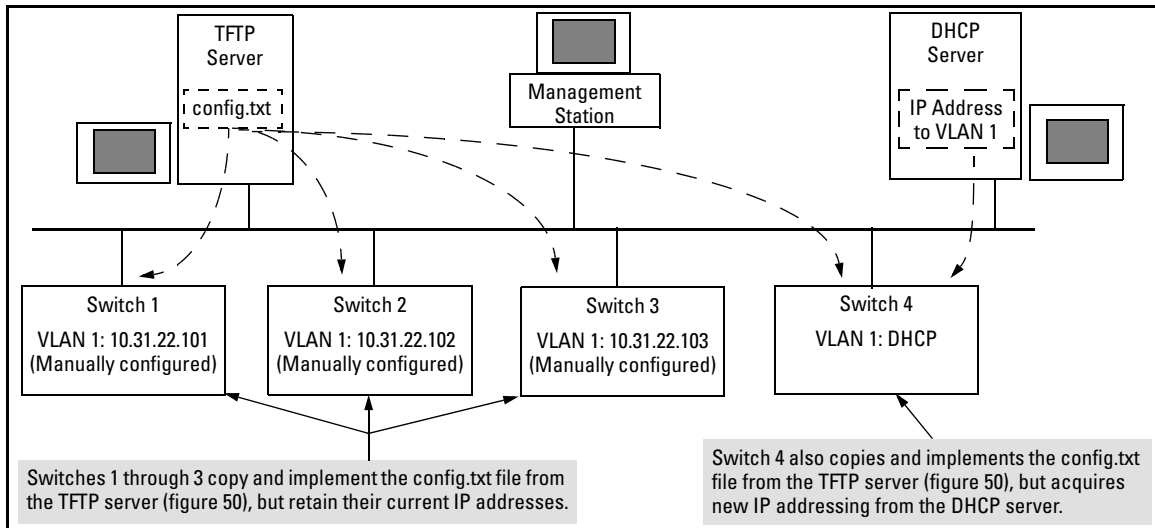 TFTP
Server
config.txt
Management
Station
DHCP
Server
IP Address
to VLAN 1
Switch 1
VLAN 1: 10.31.22.101
(Manually configured)
Switch 2
VLAN 1: 10.31.22.102
(Manually configured)
Switch 3
VLAN 1: 10.31.22.103
(Manually configured)
Switch 4
VLAN 1: DHCP
Switches 1 through 3 copy and implement the config.txt file from
the TFTP server (figure 50), but retain their current IP addresses.
Switch 4 also copies and implements the config.txt
file from the TFTP server (figure 50), but acquires
new IP addressing from the DHCP server.